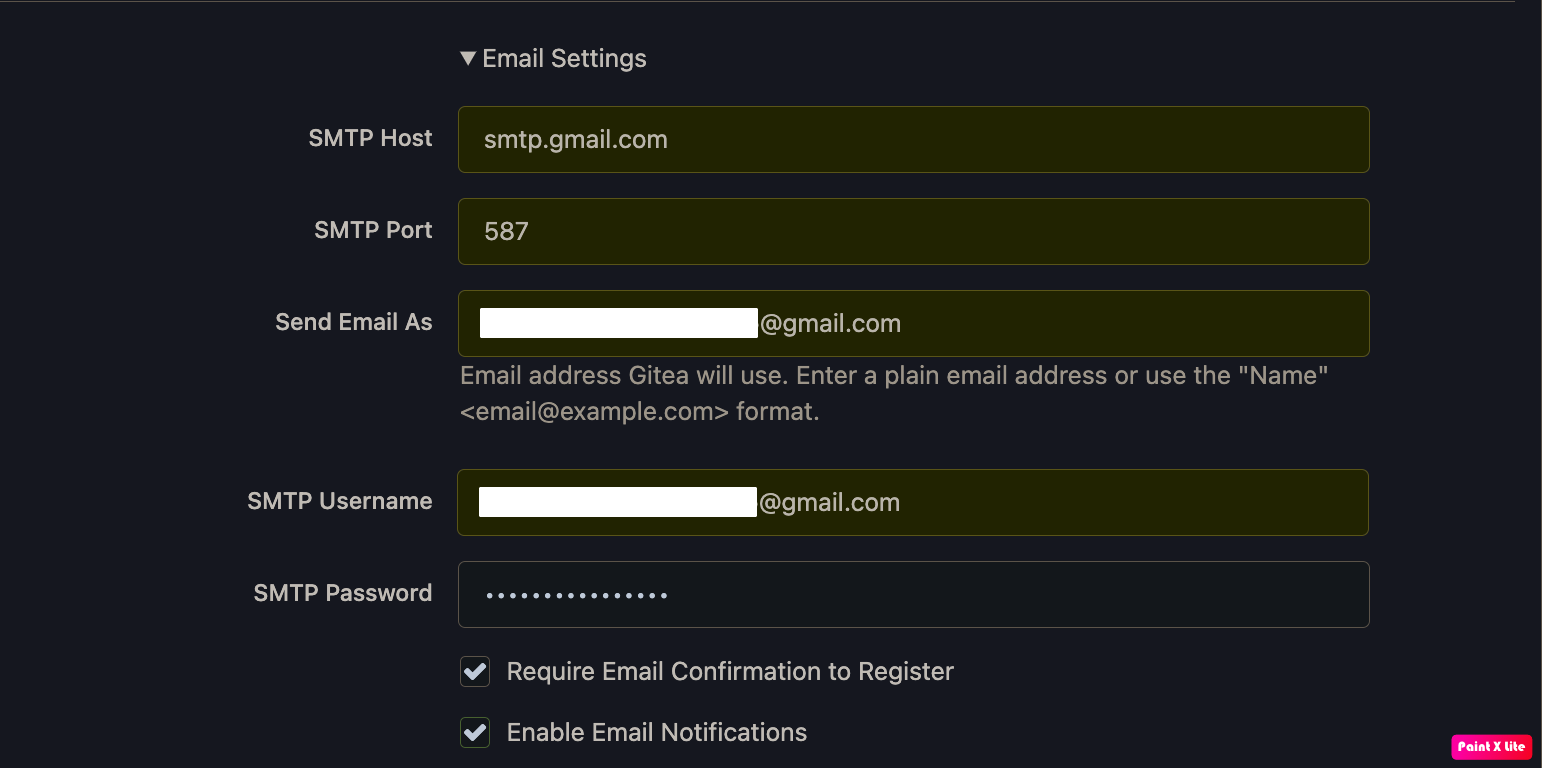 ▼ Email Settings
SMTP Host smtp.gmail.com
SMTP Port 587
Send Email As @gmail.com
Email address Gitea will use. Enter a plain email address or use the "Name"
<email@example.com> format.
SMTP Username @gmail.com
SMTP Password ••••••••••••••••
Require Email Confirmation to Register
Enable Email Notifications
Paint X Lite